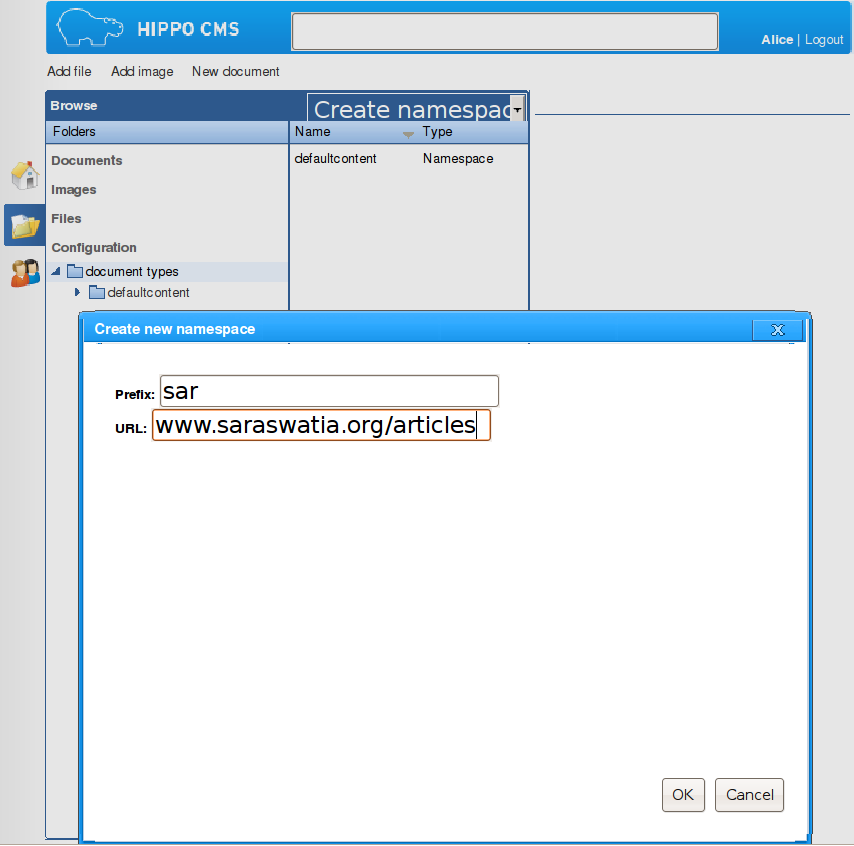 HIPPO CMS
Alice | Logout
Add file Add image New document
Browse
Create namespac
Folders Name Type
Documents defaultcontent Namespace
Images
Files
Configuration
document types
defaultcontent
Create new namespace X
Prefix: sar
URL: www.saraswatia.org/articles
OK Cancel